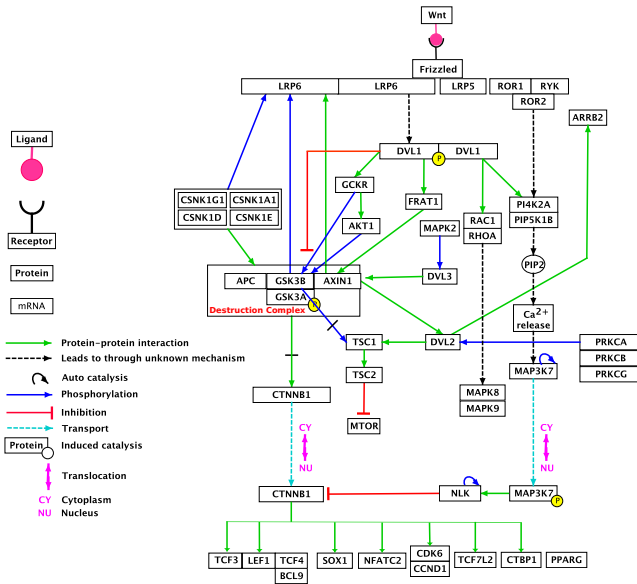 Wnt
Frizzled
LRP6
LRP6
LRP5
ROR1
RYK
ROR2
ARRB2
Ligand
DVL1
P
DVL1
GCKR
CSNK1G1
CSNK1A1
CSNK1D
CSNK1E
FRAT1
PI4K2A
PIP5K1B
Receptor
AKT1
MAPK2
RAC1
RHOA
PIP2
Protein
APC
GSK3B
AXIN1
DVL3
GSK3A
P
Destruction Complex
mRNA
Ca2+
release
Protein-protein interaction
TSC1
DVL2
PRKCA
Leads to through unknown mechanism
PRKCB
Auto catalysis
TSC2
MAP3K7
PRKCG
Phosphorylation
CTNNB1
MAPK8
MAPK9
Inhibition
MTOR
Transport
CY
CY
Protein
Induced catalysis
NU
NU
Translocation
CY
Cytoplasm
CTNNB1
NLK
MAP3K7
P
NU
Nucleus
TCF3
LEF1
TCF4
BCL9
SOX1
NFATC2
CDK6
CCND1
TCF7L2
CTBP1
PPARG